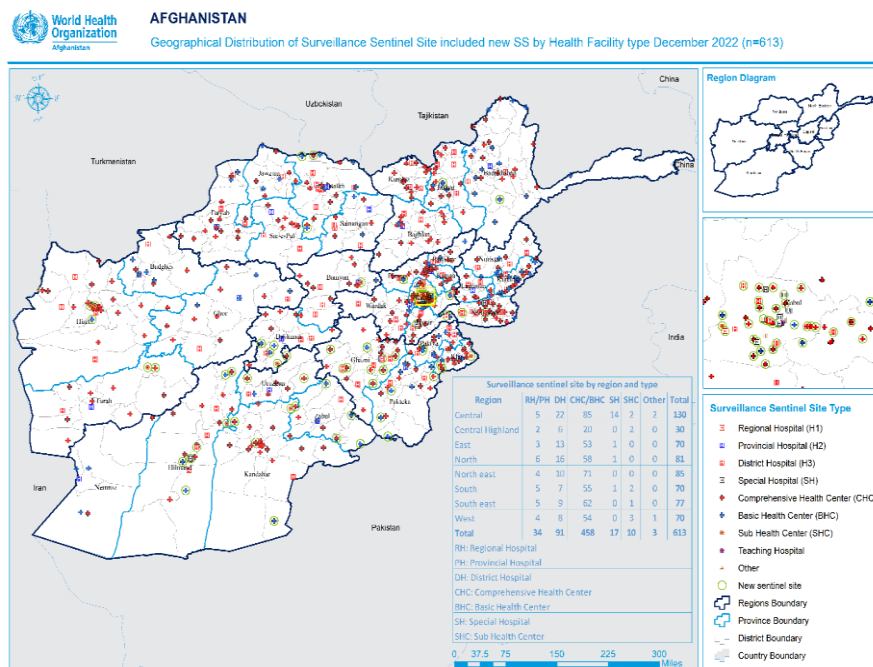 World Health
Organization
Afghanistan
AFGHANISTAN
Geographical Distribution of Surveillance Sentinel Site included new SS by Health Facility type December 2022 (n=613)
China
Uzbekistan
Tajikistan
Turkmenistan
China
Jawzjan
Balkh
Kunduz
Takhar
Badakhshan
Faryab
Samangan
Sar-e-Pul
Baghlan
Badghis
Nuristan
Bamyan
Hirat
Ghor
Wardak
Daykundi
India
Ghazni
Uruzgan
Farah
Paktika
Zabul
Hilmand
Kandahar
Nimroz
Iran
Pakistan
Surveillance sentinel site by region and type
Region RH/PH DH CHC/BHC SH SHC Other Total
Central 5 22 85 14 2 2 130
Central Highland 2 6 20 0 2 0 30
East 3 13 53 1 0 0 70
North 6 16 58 1 0 0 81
North east 4 10 71 0 0 0 85
South 5 7 55 1 2 0 70
South east 5 9 62 0 1 0 77
West 4 8 54 0 3 1 70
Total 34 91 458 17 10 3 613
RH: Regional Hospital
PH: Provincial Hospital
DH: District Hospital
CHC: Comprehensive Health Center
BHC: Basic Health Center
SH: Special Hospital
SHC: Sub Health Center
0 37.5 75 150 225 300
Miles
Region Diagram
Kabul
Surveillance Sentinel Site Type
Regional Hospital (H1)
Provincial Hospital (H2)
District Hospital (H3)
Special Hospital (SH)
Comprehensive Health Center (CHC)
Basic Health Center (BHC)
Sub Health Center (SHC)
Teaching Hospital
Other
New sentinel site
Regions Boundary
Province Boundary
District Boundary
Country Boundary